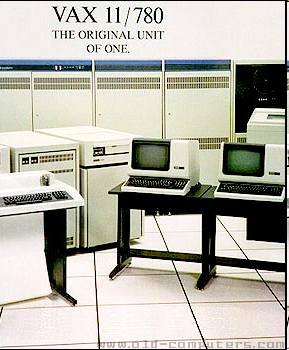 VAX 11/780
THE ORIGINAL UNIT
OF ONE.
www.old-computers.com